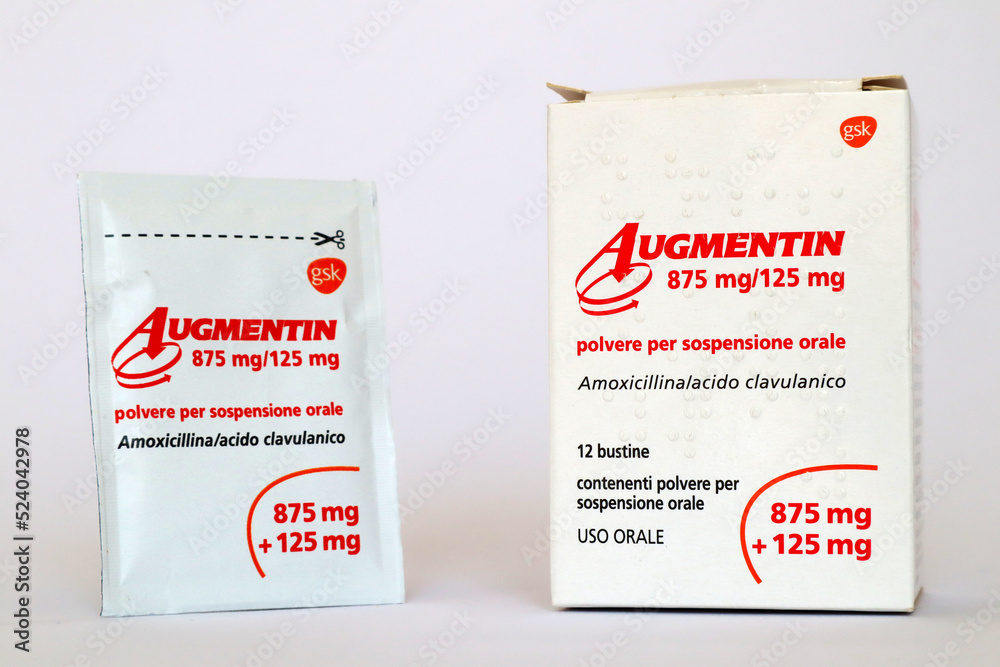 gsk
AUGMENTIN
875 mg/125 mg
polvere per sospensione orale
Amoxicillina/acido clavulanico
875 mg
+ 125 mg
gsk
AUGMENTIN
875 mg/125 mg
polvere per sospensione orale
Amoxicillina/acido clavulanico
12 bustine
contenenti polvere per
sospensione orale
USO ORALE
875 mg
+ 125 mg
Adobe Stock | #524042978